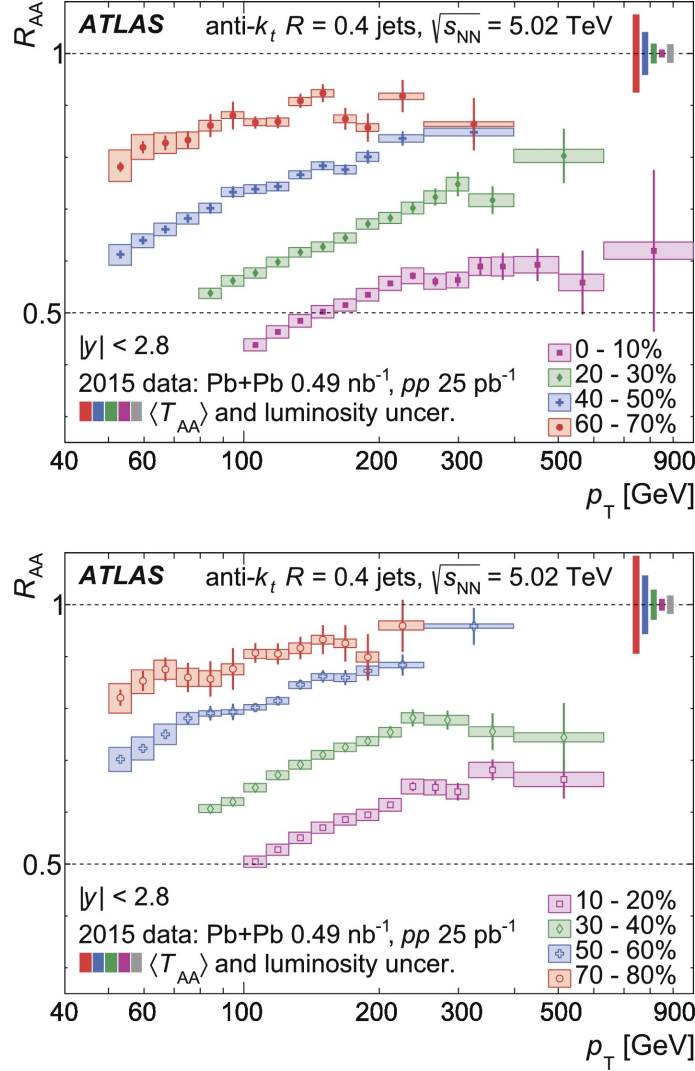 R_AA
ATLAS anti-k_t R = 0.4 jets, √s_NN = 5.02 TeV
1
0.5
|y| < 2.8
2015 data: Pb+Pb 0.49 nb⁻¹, pp 25 pb⁻¹
⟨T_AA⟩ and luminosity uncer.
0 - 10%
20 - 30%
40 - 50%
60 - 70%
40 60 100 200 300 500 900
p_T [GeV]
R_AA
ATLAS anti-k_t R = 0.4 jets, √s_NN = 5.02 TeV
1
0.5
|y| < 2.8
2015 data: Pb+Pb 0.49 nb⁻¹, pp 25 pb⁻¹
⟨T_AA⟩ and luminosity uncer.
10 - 20%
30 - 40%
50 - 60%
70 - 80%
40 60 100 200 300 500 900
p_T [GeV]